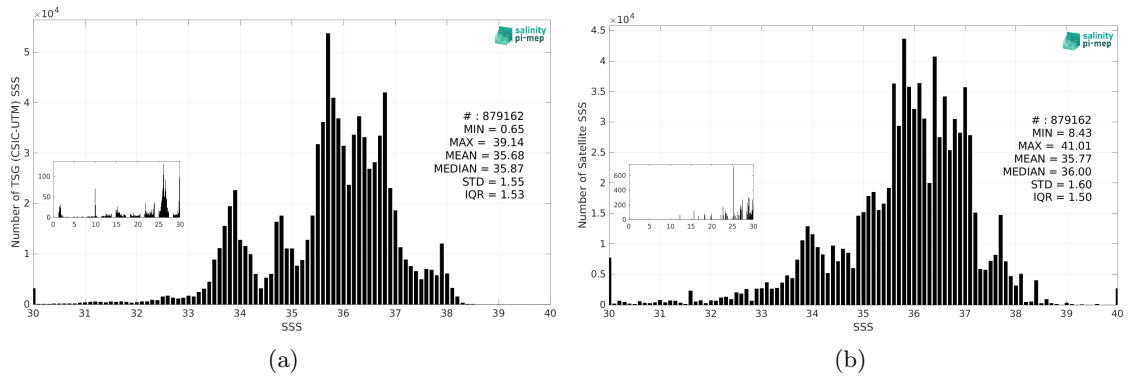 ×10⁴
5
4
3
2
1
0
Number of TSG (CSIC-UTM) SSS
salinity
pi-mep
# : 879162
MIN = 0.65
MAX = 39.14
MEAN = 35.68
MEDIAN = 35.87
STD = 1.55
IQR = 1.53
100
50
0
0 5 10 15 20 25 30
30 31 32 33 34 35 36 37 38 39 40
SSS
(a)
×10⁴
4.5
4
3.5
3
2.5
2
1.5
1
0.5
0
Number of Satellite SSS
salinity
pi-mep
# : 879162
MIN = 8.43
MAX = 41.01
MEAN = 35.77
MEDIAN = 36.00
STD = 1.60
IQR = 1.50
600
400
200
0
0 5 10 15 20 25 30
30 31 32 33 34 35 36 37 38 39 40
SSS
(b)